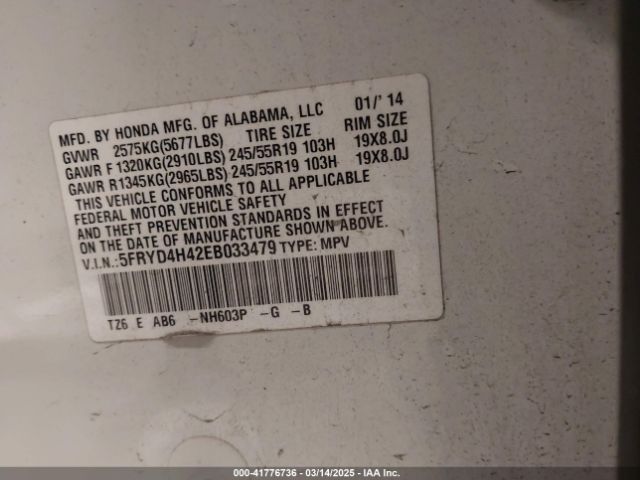 MFD. BY HONDA MFG. OF ALABAMA, LLC 01/' 14
GVWR 2575KG(5677LBS) TIRE SIZE RIM SIZE
GAWR F 1320KG(2910LBS) 245/55R19 103H 19X8.0J
GAWR R1345KG(2965LBS) 245/55R19 103H 19X8.0J
THIS VEHICLE CONFORMS TO ALL APPLICABLE
FEDERAL MOTOR VEHICLE SAFETY
AND THEFT PREVENTION STANDARDS IN EFFECT
ON THE DATE OF MANUFACTURE SHOWN ABOVE.
V.I.N.:5FRYD4H42EB033479 TYPE: MPV
TZ6 E AB6 -NH603P -G -B
000-41776736 - 03/14/2025 - IAA Inc.